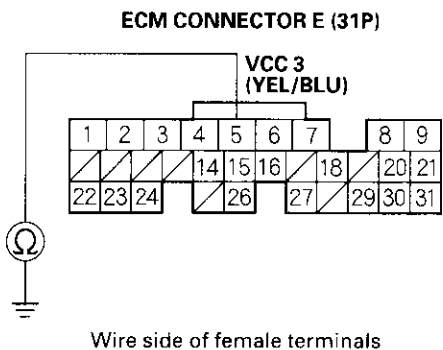 ECM CONNECTOR E (31P)
VCC 3
(YEL/BLU)
1 2 3 4 5 6 7 8 9
14 15 16 18 20 21
22 23 24 26 27 29 30 31
Ω
Wire side of female terminals